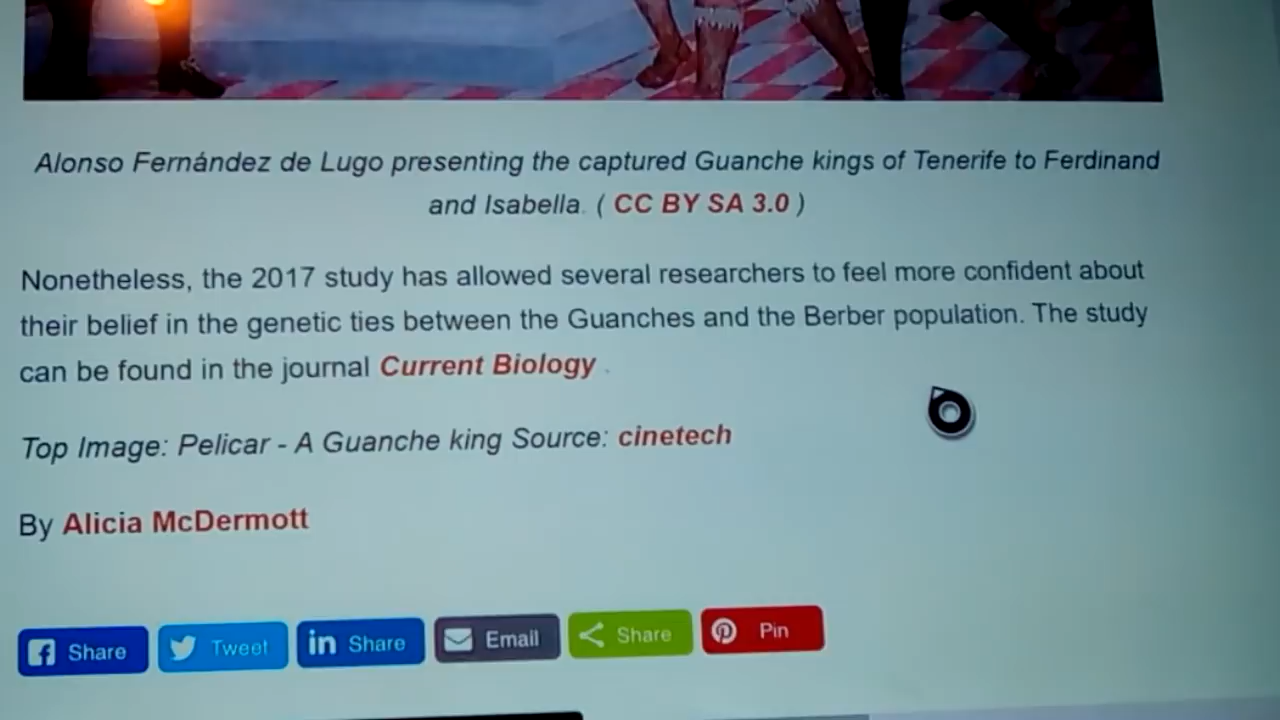 Alonso Fernández de Lugo presenting the captured Guanche kings of Tenerife to Ferdinand
and Isabella. ( CC BY SA 3.0 )
Nonetheless, the 2017 study has allowed several researchers to feel more confident about
their belief in the genetic ties between the Guanches and the Berber population. The study
can be found in the journal Current Biology .
Top Image: Pelicar - A Guanche king Source: cinetech
By Alicia McDermott
Share Tweet Share Email Share Pin